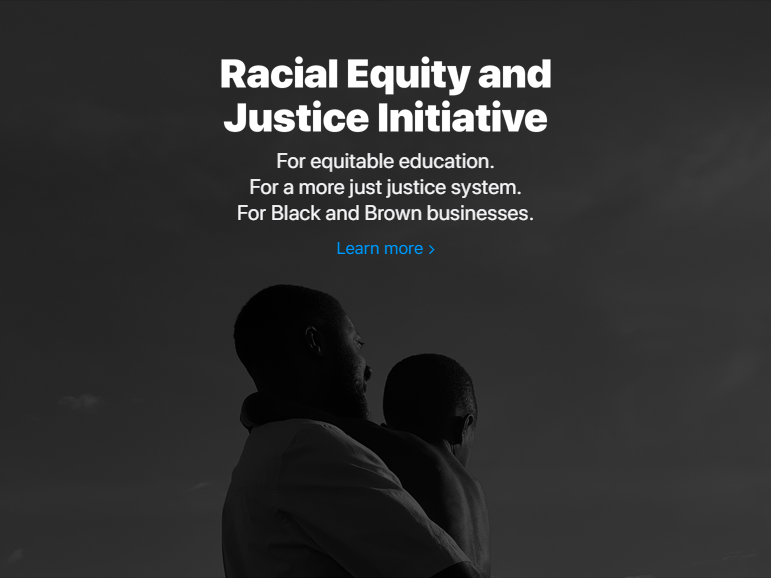 Racial Equity and
Justice Initiative
For equitable education.
For a more just justice system.
For Black and Brown businesses.
Learn more ›